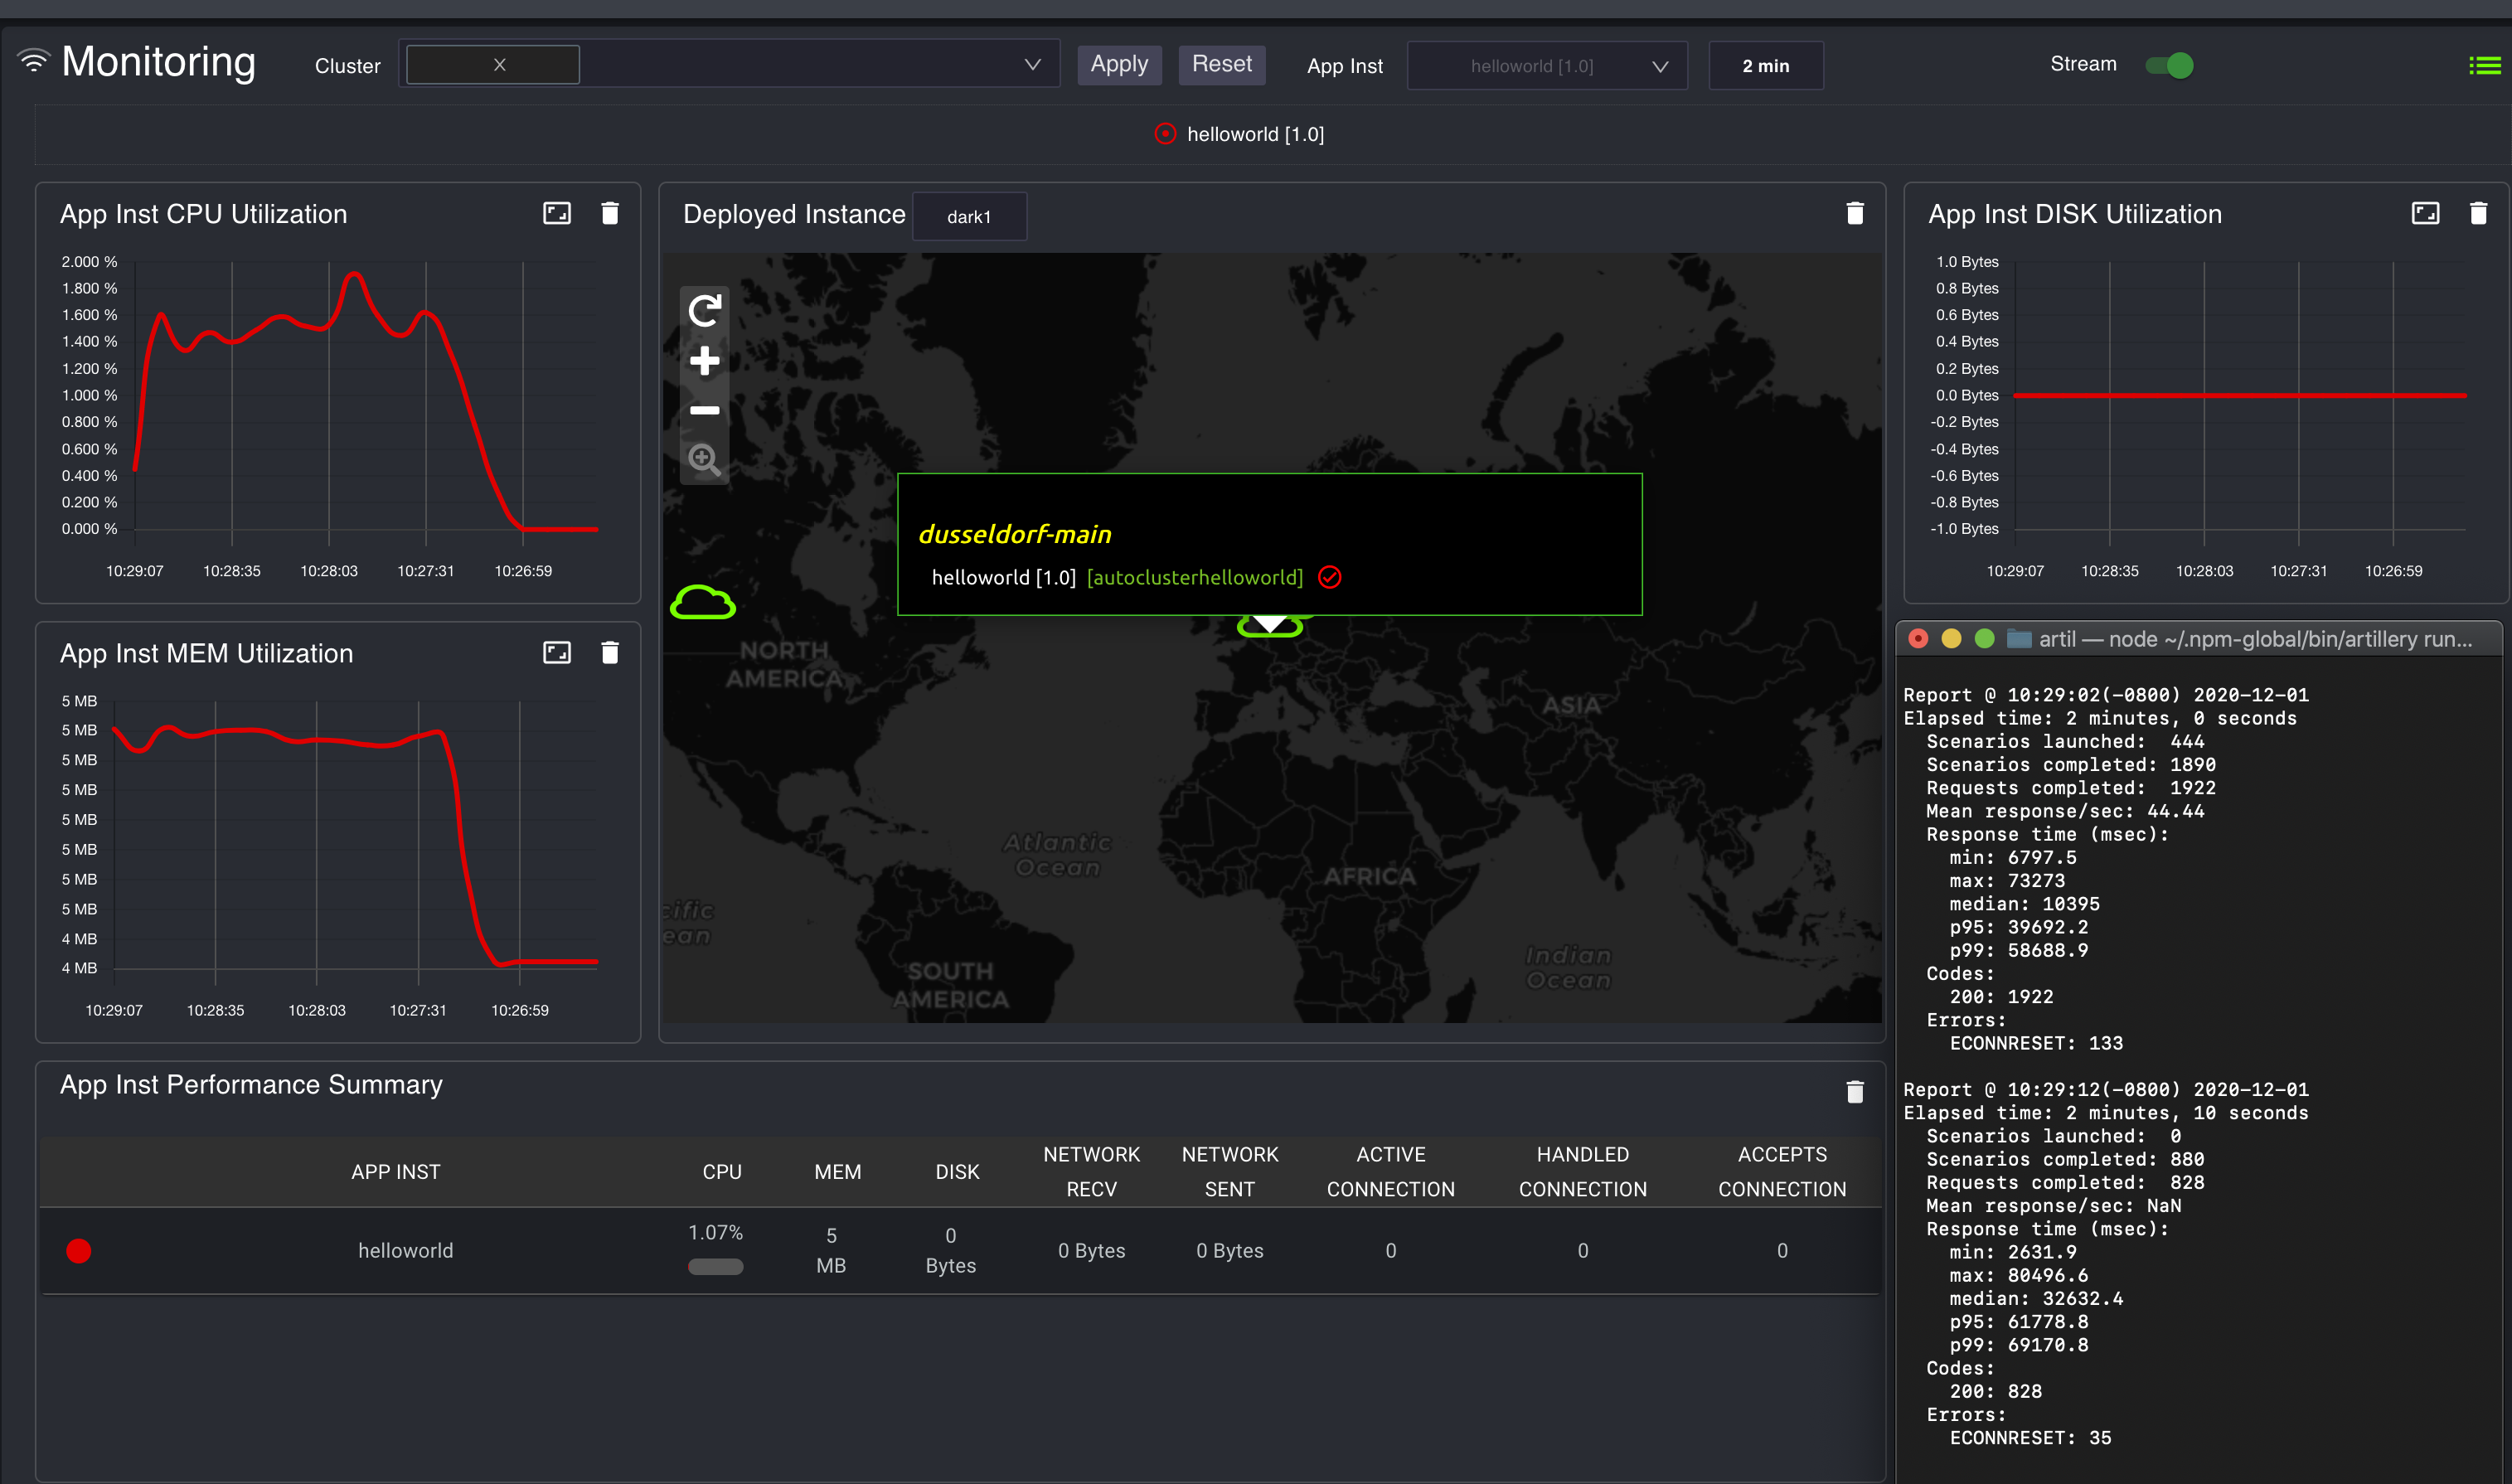 Monitoring
Cluster
X
Apply
Reset
App Inst
helloworld [1.0]
2 min
Stream
helloworld [1.0]
App Inst CPU Utilization
2.000 %
1.800 %
1.600 %
1.400 %
1.200 %
1.000 %
0.800 %
0.600 %
0.400 %
0.200 %
0.000 %
10:29:07 10:28:35 10:28:03 10:27:31 10:26:59
App Inst MEM Utilization
5 MB
5 MB
5 MB
5 MB
5 MB
5 MB
5 MB
5 MB
4 MB
4 MB
10:29:07 10:28:35 10:28:03 10:27:31 10:26:59
Deployed Instance
dark1
dusseldorf-main
helloworld [1.0] [autoclusterhelloworld]
NORTH
AMERICA
ASIA
Atlantic
Ocean
AFRICA
cific
ean
SOUTH
AMERICA
Indian
Ocean
App Inst DISK Utilization
1.0 Bytes
0.8 Bytes
0.6 Bytes
0.4 Bytes
0.2 Bytes
0.0 Bytes
-0.2 Bytes
-0.4 Bytes
-0.6 Bytes
-0.8 Bytes
-1.0 Bytes
10:29:07 10:28:35 10:28:03 10:27:31 10:26:59
artil — node ~/.npm-global/bin/artillery run...
Report @ 10:29:02(-0800) 2020-12-01
Elapsed time: 2 minutes, 0 seconds
Scenarios launched: 444
Scenarios completed: 1890
Requests completed: 1922
Mean response/sec: 44.44
Response time (msec):
min: 6797.5
max: 73273
median: 10395
p95: 39692.2
p99: 58688.9
Codes:
200: 1922
Errors:
ECONNRESET: 133
Report @ 10:29:12(-0800) 2020-12-01
Elapsed time: 2 minutes, 10 seconds
Scenarios launched: 0
Scenarios completed: 880
Requests completed: 828
Mean response/sec: NaN
Response time (msec):
min: 2631.9
max: 80496.6
median: 32632.4
p95: 61778.8
p99: 69170.8
Codes:
200: 828
Errors:
ECONNRESET: 35
App Inst Performance Summary
APP INST
CPU
MEM
DISK
NETWORK
RECV
NETWORK
SENT
ACTIVE
CONNECTION
HANDLED
CONNECTION
ACCEPTS
CONNECTION
helloworld
1.07%
5
MB
0
Bytes
0 Bytes
0 Bytes
0
0
0